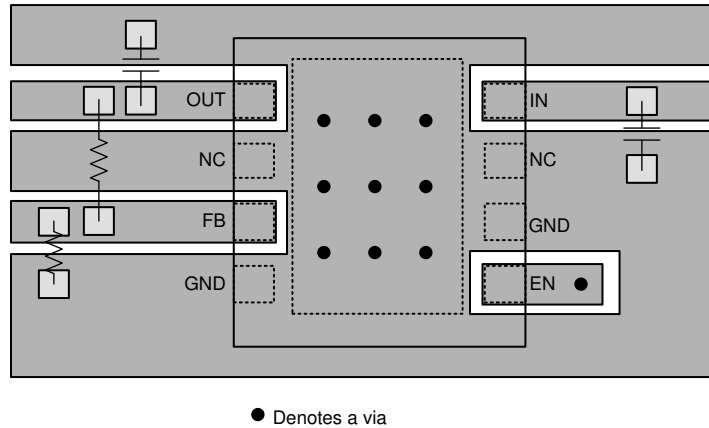 OUT
IN
NC
NC
FB
GND
GND
EN
Denotes a via